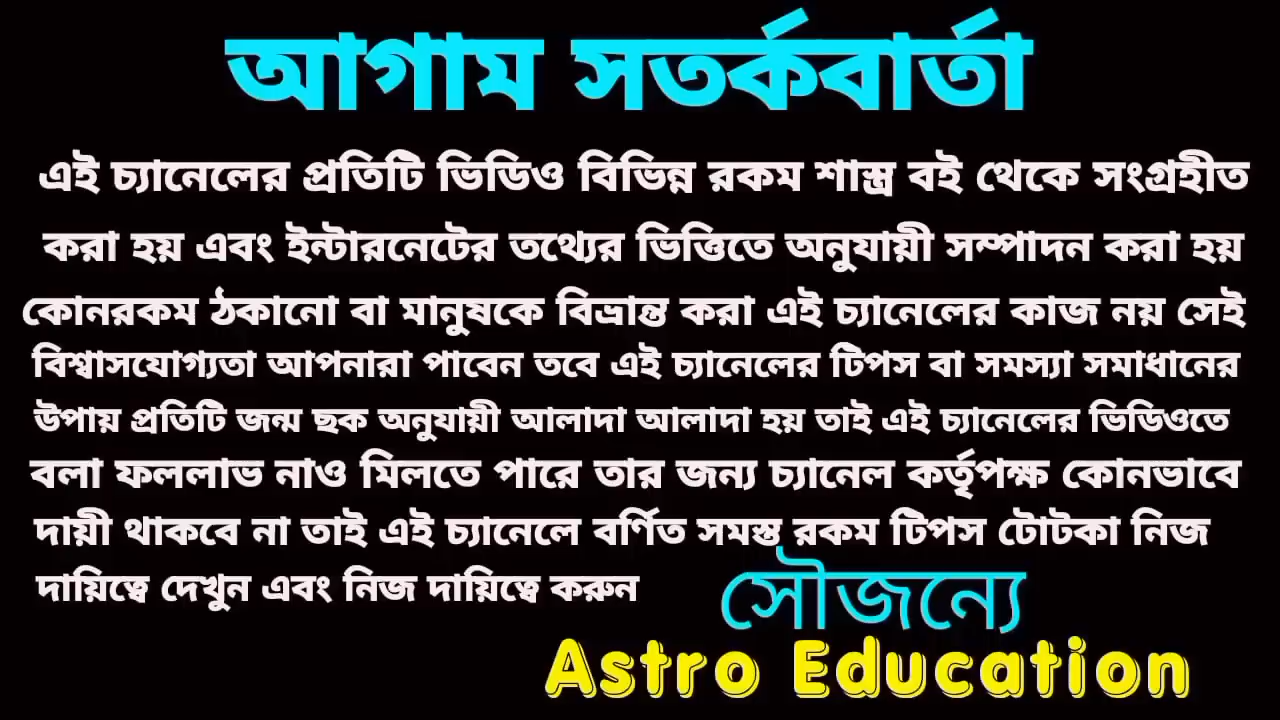 আগাম সতর্কবার্তা
এই চ্যানেলের প্রতিটি ভিডিও বিভিন্ন রকম শাস্ত্র বই থেকে সংগ্রহীত
করা হয় এবং ইন্টারনেটের তথ্যের ভিত্তিতে অনুযায়ী সম্পাদন করা হয়
কোনরকম ঠকানো বা মানুষকে বিভ্রান্ত করা এই চ্যানেলের কাজ নয় সেই
বিশ্বাসযোগ্যতা আপনারা পাবেন তবে এই চ্যানেলের টিপস বা সমস্যা সমাধানের
উপায় প্রতিটি জন্ম ছক অনুযায়ী আলাদা আলাদা হয় তাই এই চ্যানেলের ভিডিওতে
বলা ফললাভ নাও মিলতে পারে তার জন্য চ্যানেল কর্তৃপক্ষ কোনভাবে
দায়ী থাকবে না তাই এই চ্যানেলে বর্ণিত সমস্ত রকম টিপস টোটকা নিজ
দায়িত্বে দেখুন এবং নিজ দায়িত্বে করুন
সৌজন্যে
Astro Education